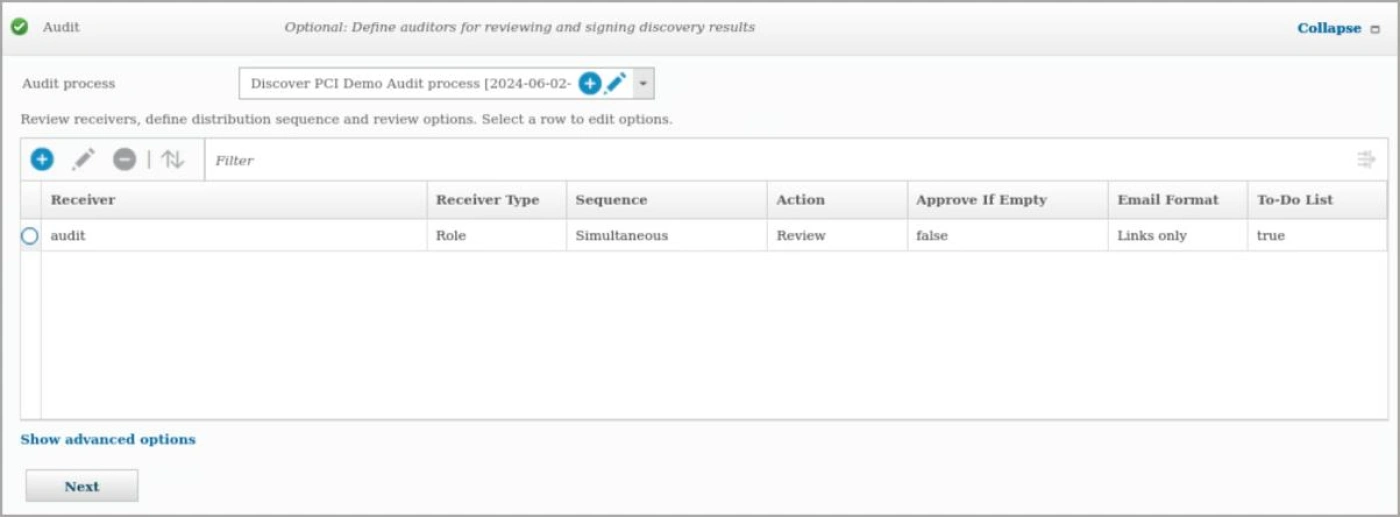 Audit Optional: Define auditors for reviewing and signing discovery results Collapse
Audit process Discover PCI Demo Audit process [2024-06-02-
Review receivers, define distribution sequence and review options. Select a row to edit options.
Filter
Receiver Receiver Type Sequence Action Approve If Empty Email Format To-Do List
audit Role Simultaneous Review false Links only true
Show advanced options
Next